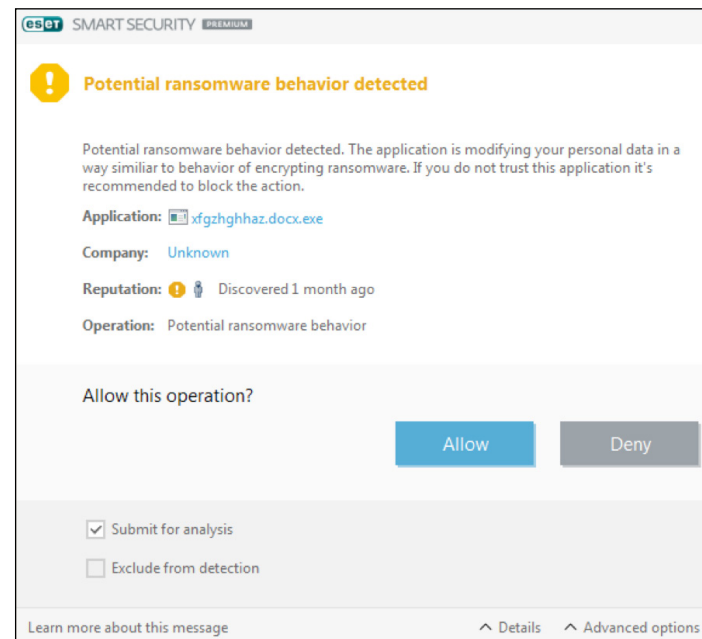 eset SMART SECURITY PREMIUM
Potential ransomware behavior detected
Potential ransomware behavior detected. The application is modifying your personal data in a
way similiar to behavior of encrypting ransomware. If you do not trust this application it's
recommended to block the action.
Application: xfgzhghhaz.docx.exe
Company: Unknown
Reputation: Discovered 1 month ago
Operation: Potential ransomware behavior
Allow this operation?
Allow Deny
Submit for analysis
Exclude from detection
Learn more about this message Details Advanced options